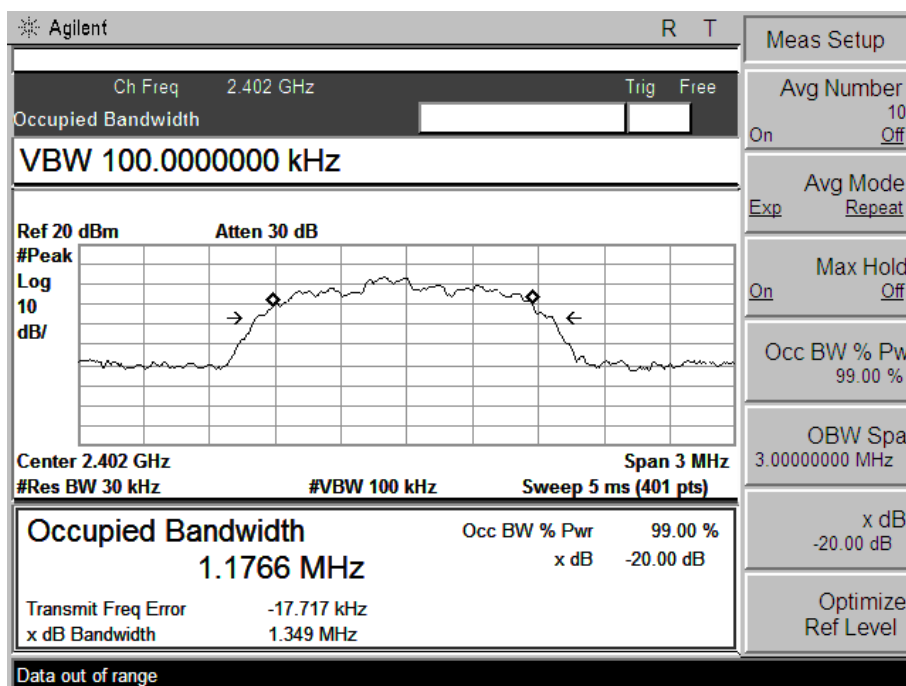 Agilent R T
Ch Freq 2.402 GHz Trig Free
Occupied Bandwidth
VBW 100.0000000 kHz
Ref 20 dBm Atten 30 dB
#Peak
Log
10
dB/
Center 2.402 GHz Span 3 MHz
#Res BW 30 kHz #VBW 100 kHz Sweep 5 ms (401 pts)
Occupied Bandwidth Occ BW % Pwr 99.00 %
1.1766 MHz x dB -20.00 dB
Transmit Freq Error -17.717 kHz
x dB Bandwidth 1.349 MHz
Data out of range
Meas Setup
Avg Number
10
On Off
Avg Mode
Exp Repeat
Max Hold
On Off
Occ BW % Pw
99.00 %
OBW Spa
3.00000000 MHz
x dB
-20.00 dB
Optimize
Ref Level